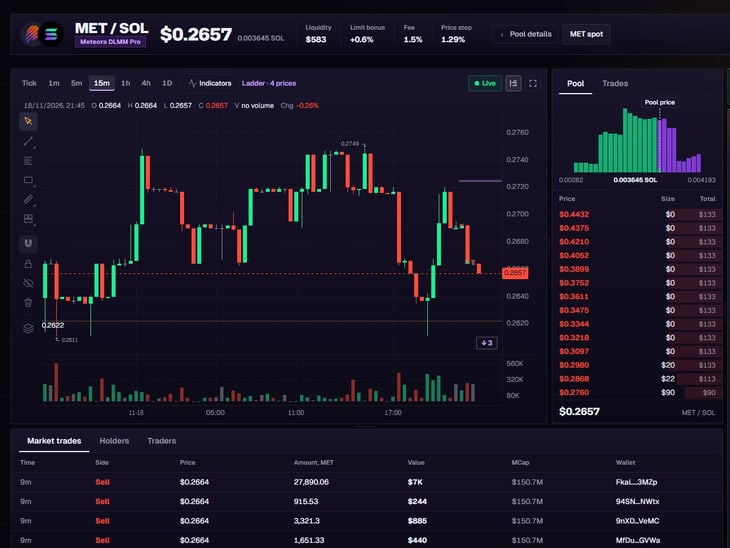 MET / SOL
Meteora DLMM Pro
$0.2657 0.003645 SOL
Liquidity
$583
Limit bonus
+0.6%
Fee
1.5%
Price step
1.29%
Pool details
MET spot
Tick 1m 5m 15m 1h 4h 1D Indicators Ladder · 4 prices Live
18/11/2026, 21:45 O 0.2664 H 0.2664 L 0.2657 C 0.2657 V no volume Chg −0.26%
0.2749
0.2760
0.2740
0.2720
0.2700
0.2680
0.2657
0.2640
0.2620
0.2622
0.2611
3
560K
320K
80K
11-18 05:00 11:00 17:00
Pool Trades
Pool price
0.00282 0.003645 SOL 0.004193
Price Size Total
$0.4432 $0 $133
$0.4375 $0 $133
$0.4210 $0 $133
$0.4052 $0 $133
$0.3899 $0 $133
$0.3752 $0 $133
$0.3611 $0 $133
$0.3475 $0 $133
$0.3344 $0 $133
$0.3218 $0 $133
$0.3097 $0 $133
$0.2980 $20 $133
$0.2868 $22 $113
$0.2760 $90 $90
$0.2657 MET / SOL
Market trades Holders Traders
Time Side Price Amount, MET Value MCap Wallet
9m Sell $0.2664 27,890.06 $7K $150.7M FkaL...3MZp
9m Sell $0.2664 915.53 $244 $150.7M 94SN...NWtx
9m Sell $0.2664 3,321.3 $885 $150.7M 9nXD...VeMC
9m Sell $0.2664 1,651.33 $440 $150.7M MfDu...GVWa